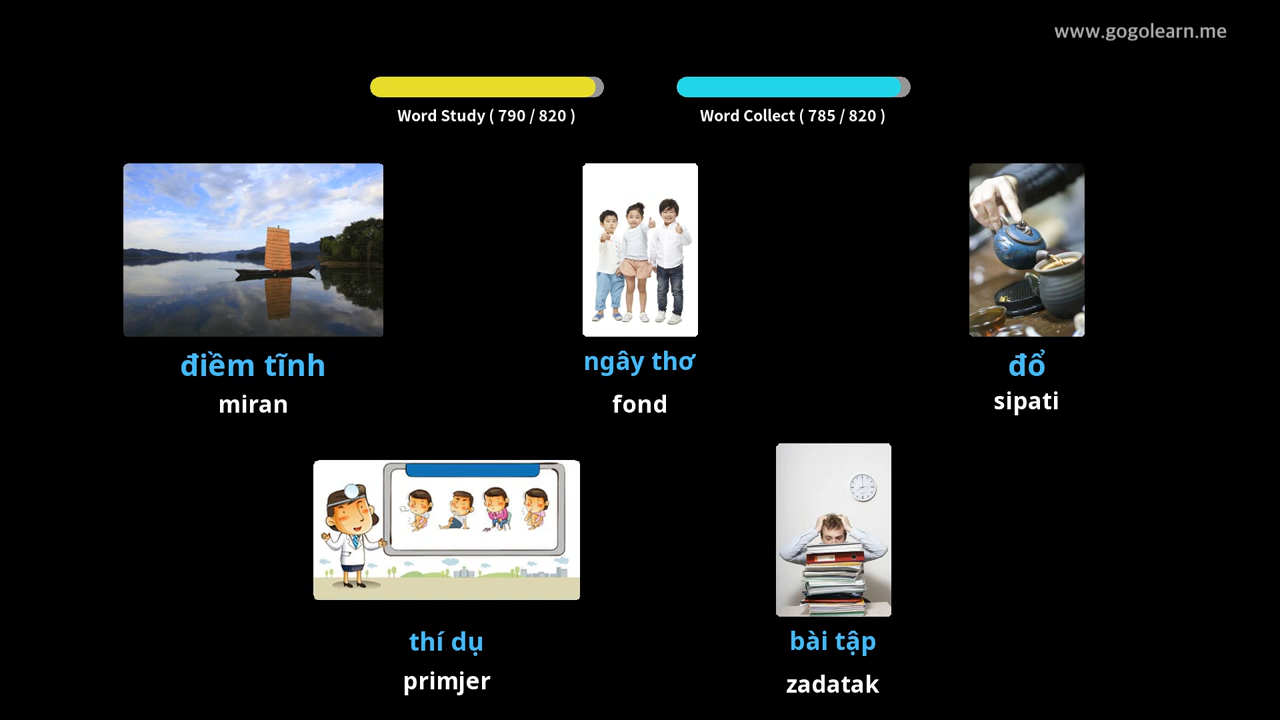 www.gogolearn.me
Word Study ( 790 / 820 )
Word Collect ( 785 / 820 )
điềm tĩnh
miran
ngây thơ
fond
đổ
sipati
thí dụ
primjer
bài tập
zadatak